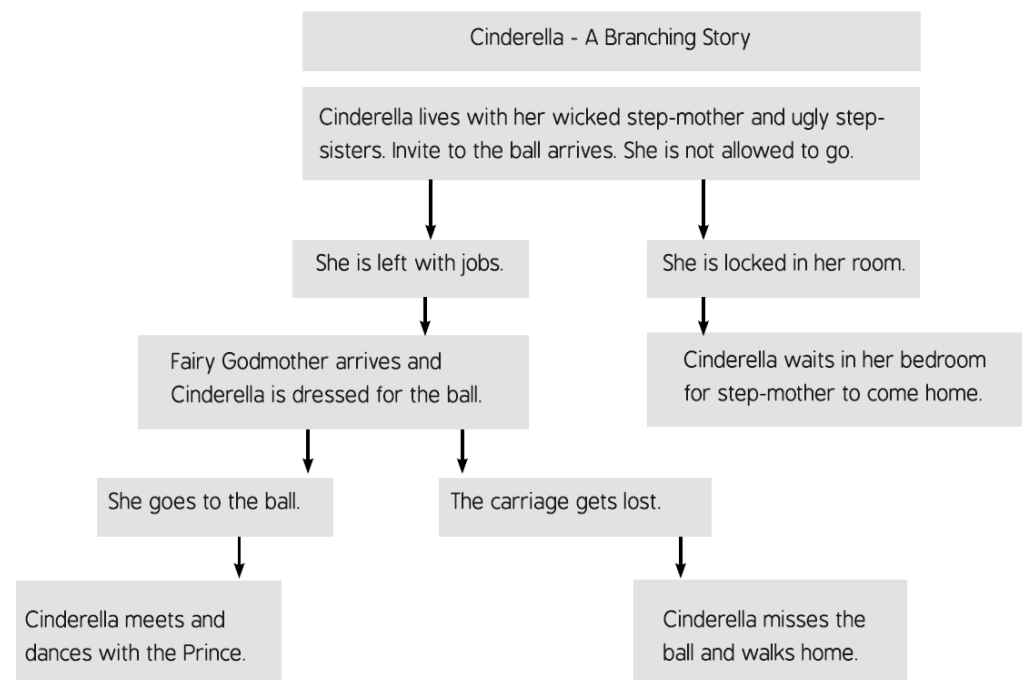 Cinderella - A Branching Story
Cinderella lives with her wicked step-mother and ugly step-
sisters. Invite to the ball arrives. She is not allowed to go.
She is left with jobs.
She is locked in her room.
Fairy Godmother arrives and
Cinderella is dressed for the ball.
Cinderella waits in her bedroom
for step-mother to come home.
She goes to the ball.
The carriage gets lost.
Cinderella meets and
dances with the Prince.
Cinderella misses the
ball and walks home.